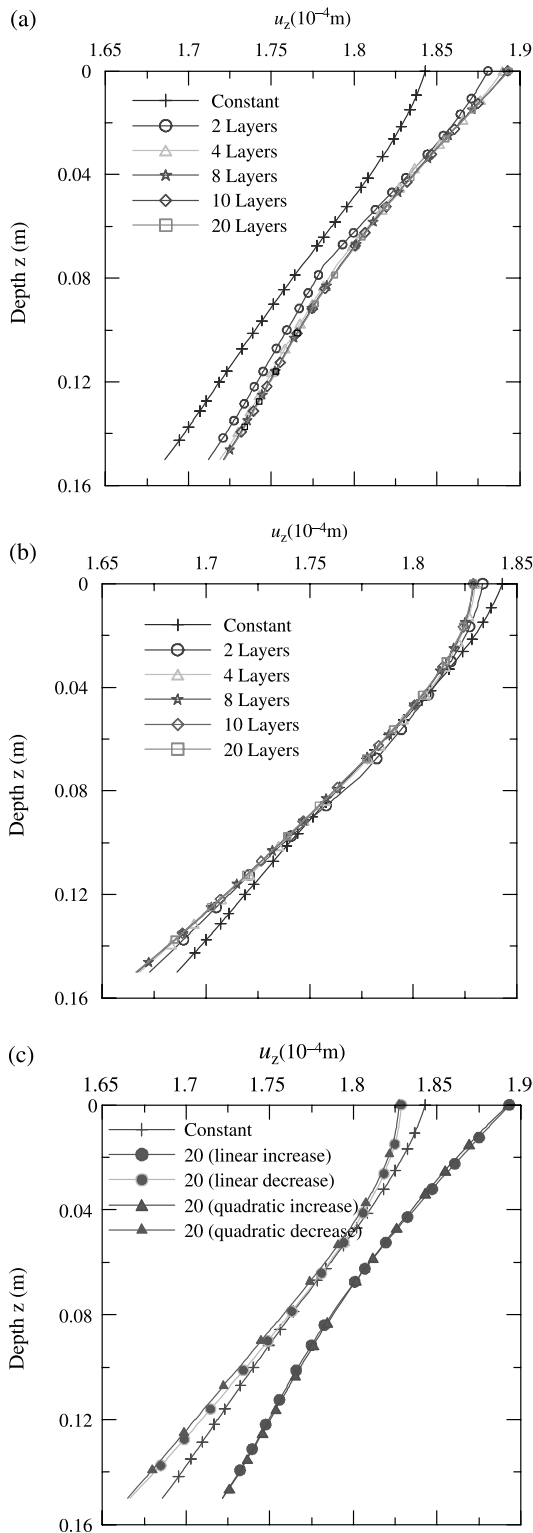 (a)
u_z(10⁻⁴m)
1.65 1.7 1.75 1.8 1.85 1.9
0
Constant
2 Layers
4 Layers
0.04
8 Layers
10 Layers
20 Layers
Depth z (m)
0.08
0.12
0.16
(b)
u_z(10⁻⁴m)
1.65 1.7 1.75 1.8 1.85
0
Constant
2 Layers
4 Layers
0.04
8 Layers
10 Layers
20 Layers
Depth z (m)
0.08
0.12
0.16
(c)
u_z(10⁻⁴m)
1.65 1.7 1.75 1.8 1.85 1.9
0
Constant
20 (linear increase)
20 (linear decrease)
20 (quadratic increase)
0.04
20 (quadratic decrease)
Depth z (m)
0.08
0.12
0.16